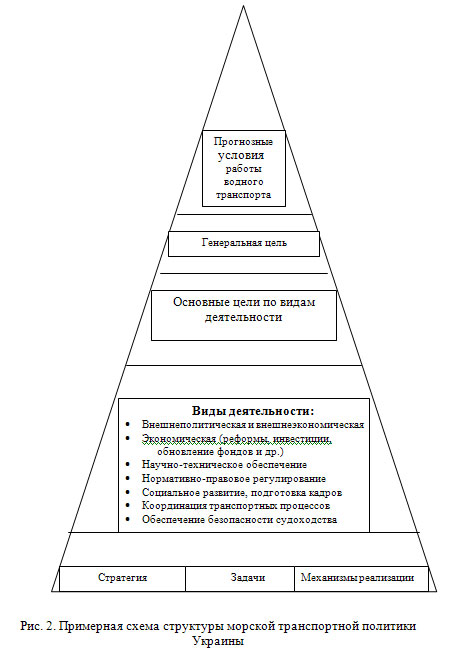 Прогнозные
условия
работы
водного
транспорта
Генеральная цель
Основные цели по видам
деятельности
Виды деятельности:
• Внешнеполитическая и внешнеэкономическая
• Экономическая (реформы, инвестиции,
обновление фондов и др.)
• Научно-техническое обеспечение
• Нормативно-правовое регулирование
• Социальное развитие, подготовка кадров
• Координация транспортных процессов
• Обеспечение безопасности судоходства
Стратегия Задачи Механизмы реализации
Рис. 2. Примерная схема структуры морской транспортной политики
Украины